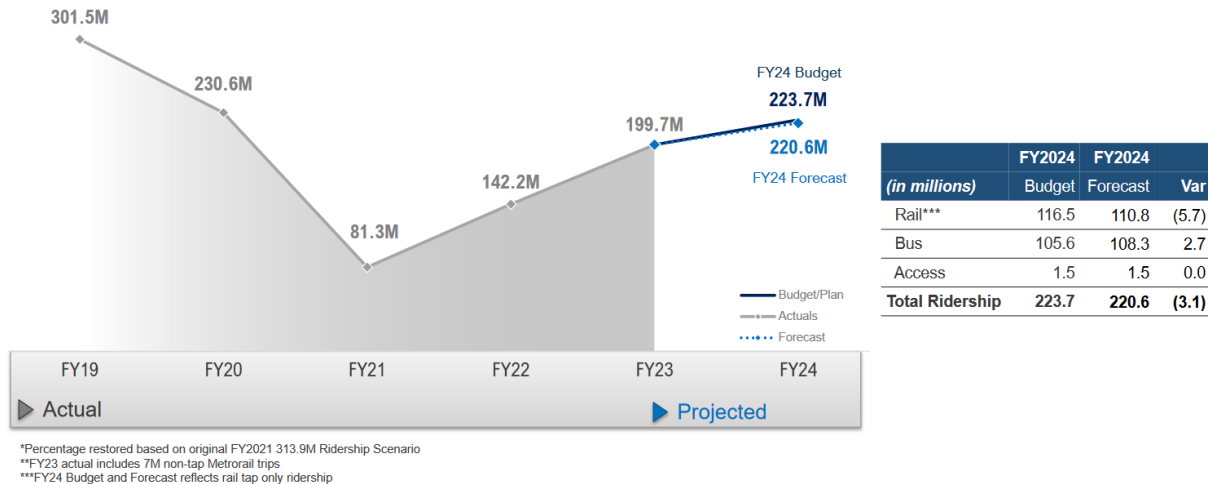 301.5M
230.6M
81.3M
142.2M
199.7M
FY24 Budget
223.7M
220.6M
FY24 Forecast
Budget/Plan
Actuals
Forecast
FY19 FY20 FY21 FY22 FY23 FY24
Actual Projected
*Percentage restored based on original FY2021 313.9M Ridership Scenario
**FY23 actual includes 7M non-tap Metrorail trips
***FY24 Budget and Forecast reflects rail tap only ridership
FY2024 FY2024
(in millions) Budget Forecast Var
Rail*** 116.5 110.8 (5.7)
Bus 105.6 108.3 2.7
Access 1.5 1.5 0.0
Total Ridership 223.7 220.6 (3.1)